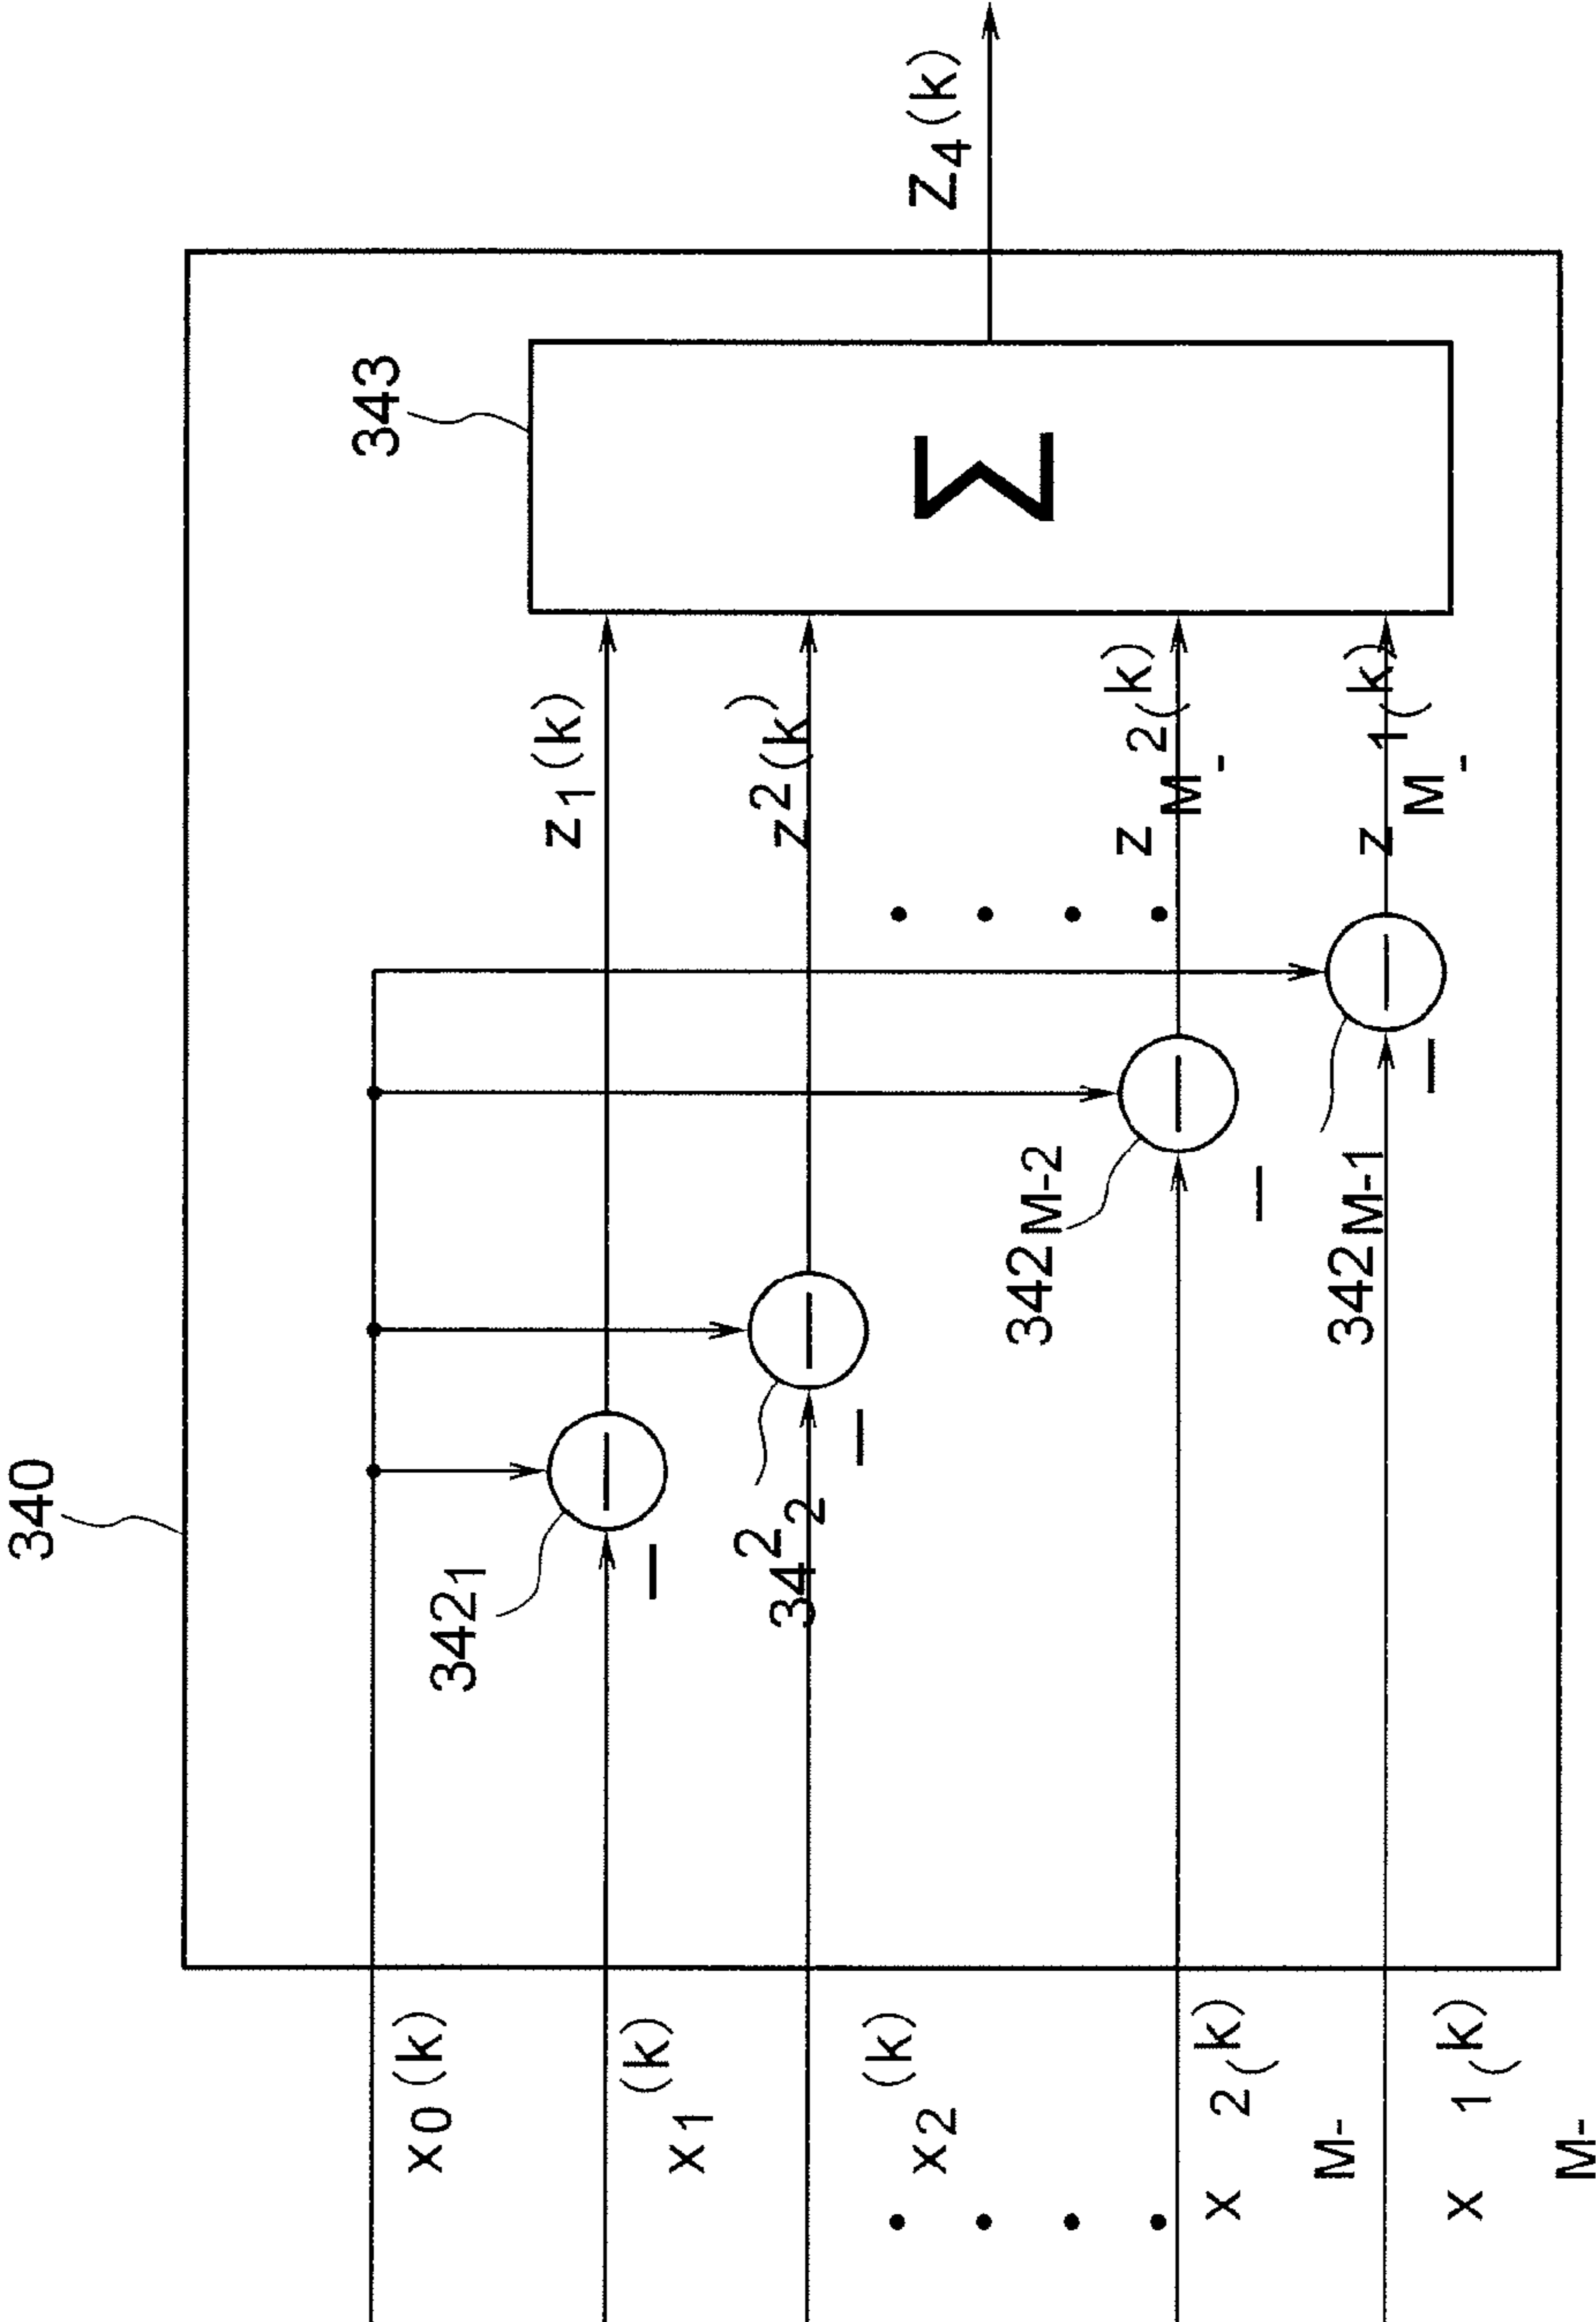 340
343
Σ
Z4(k)
z1(k)
z2(k)
zM-2(k)
zM-1(k)
3421
3422
342M-2
342M-1
x0(k)
x1(k)
x2(k)
xM-2(k)
xM-1(k)